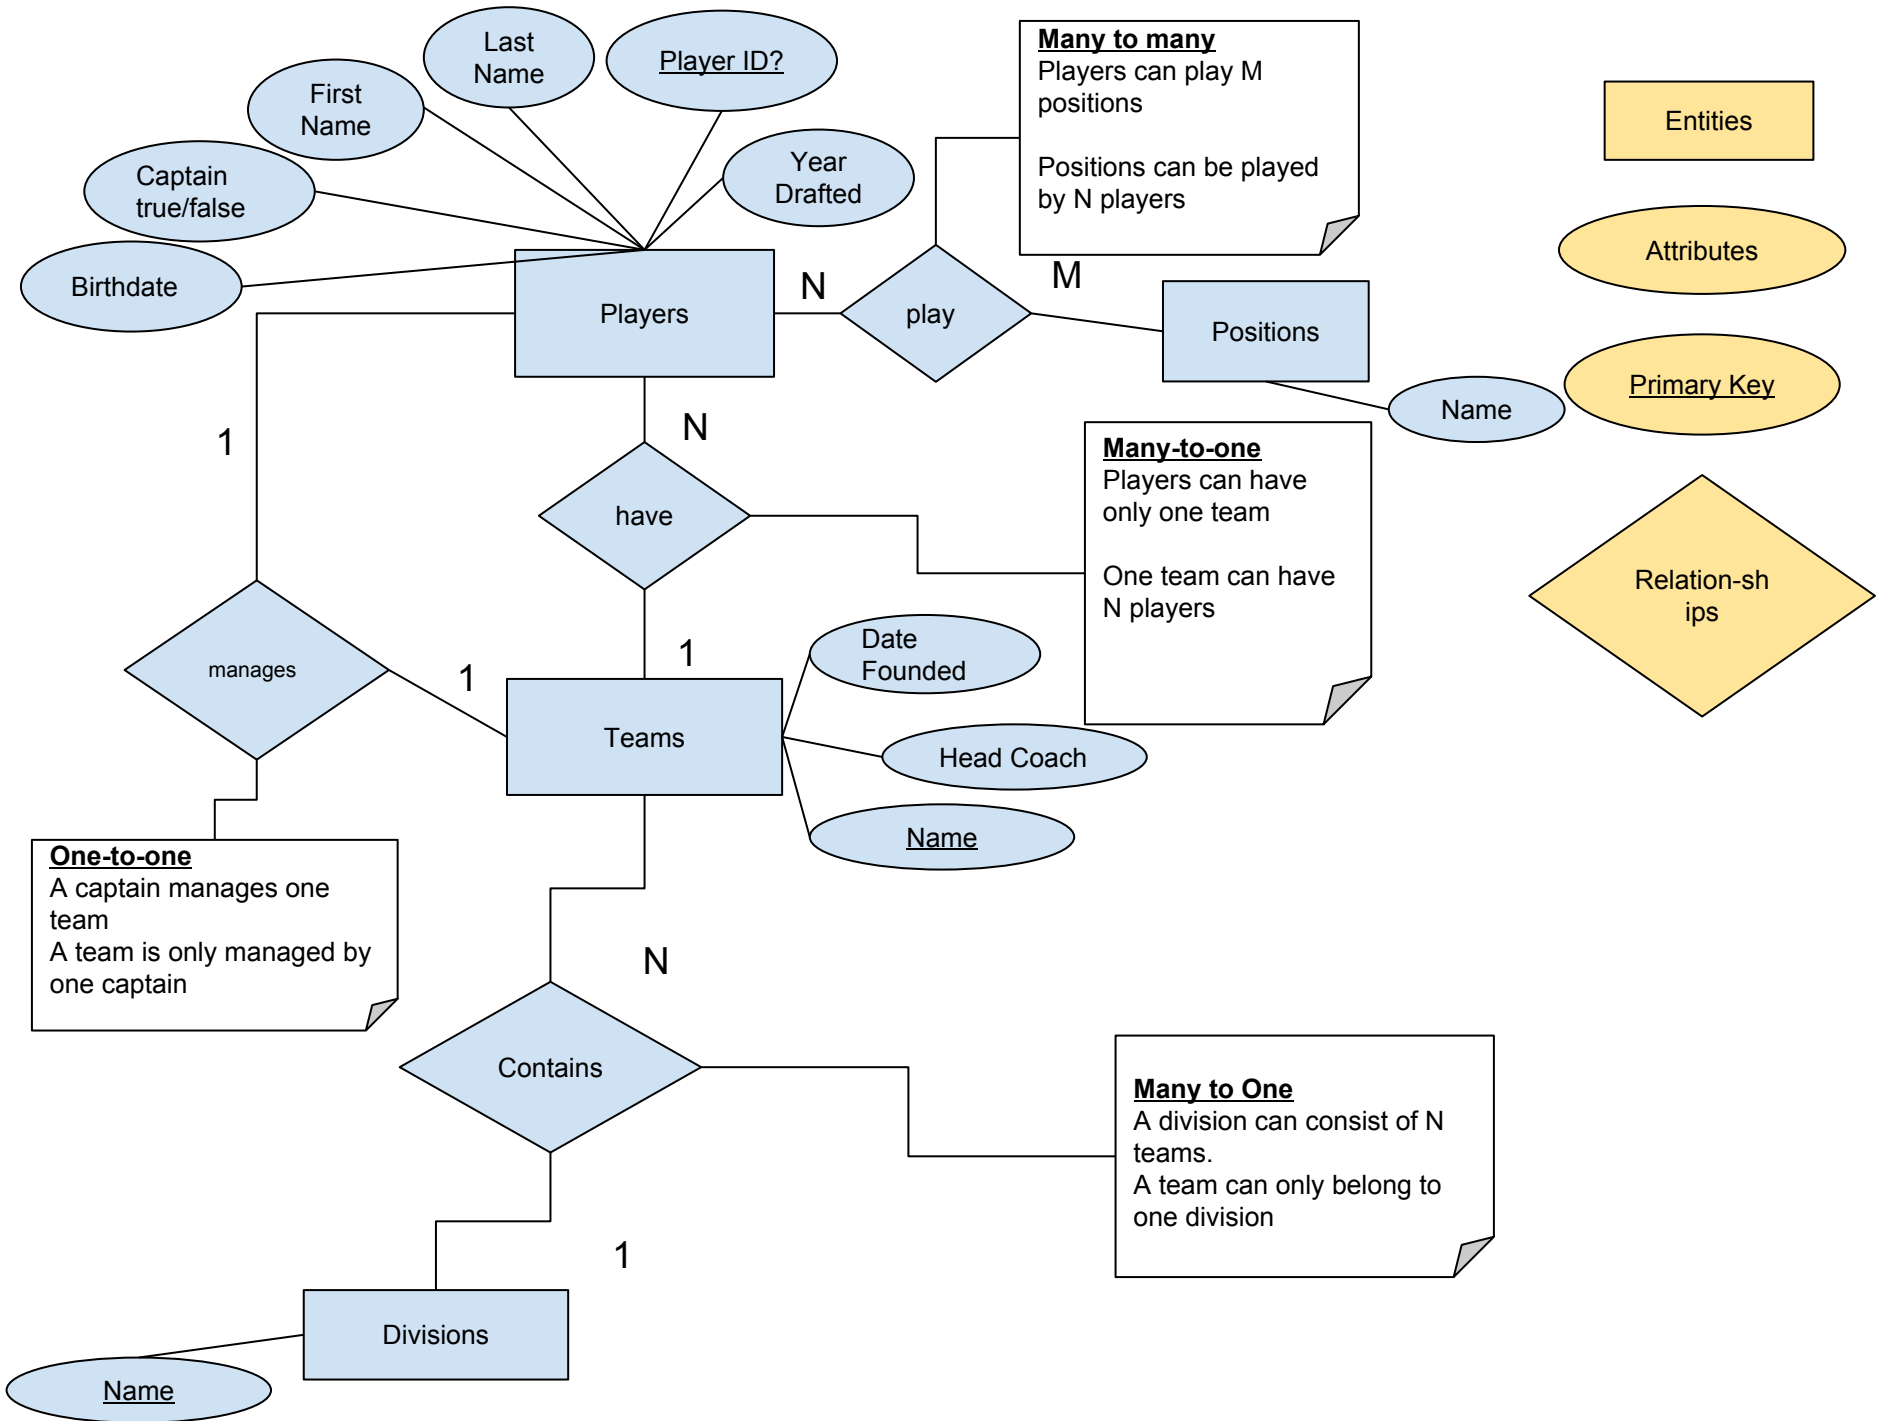 Last
Name
Player ID?
First
Name
Captain
true/false
Year
Drafted
Birthdate
Many to many
Players can play M
positions
Positions can be played
by N players
Entities
Attributes
Primary Key
Relation-sh
ips
Players
N
play
M
Positions
Name
1
N
have
Many-to-one
Players can have
only one team
One team can have
N players
manages
1
1
Teams
Date
Founded
Head Coach
Name
One-to-one
A captain manages one
team
A team is only managed by
one captain
N
Contains
Many to One
A division can consist of N
teams.
A team can only belong to
one division
1
Divisions
Name